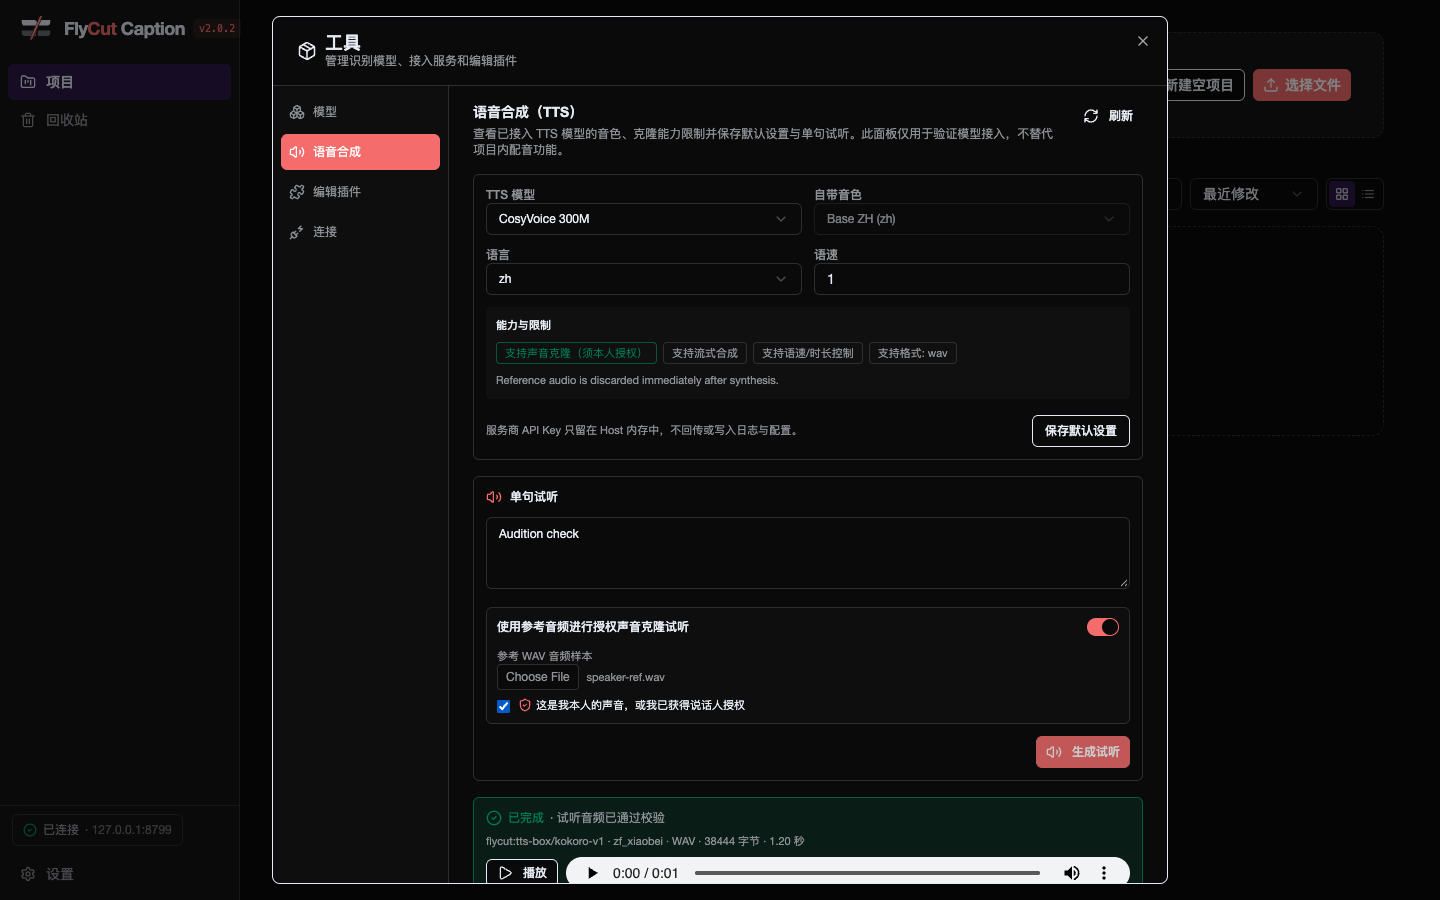 FlyCut Caption v2.0.2
项目
回收站
已连接 · 127.0.0.1:8799
设置
工具
管理识别模型、接入服务和编辑插件
模型
语音合成
编辑插件
连接
语音合成（TTS）
刷新
查看已接入 TTS 模型的音色、克隆能力限制并保存默认设置与单句试听。此面板仅用于验证模型接入，不替代
项目内配音功能。
TTS 模型
自带音色
CosyVoice 300M
Base ZH (zh)
语言
语速
zh
1
能力与限制
支持声音克隆（须本人授权）
支持流式合成
支持语速/时长控制
支持格式: wav
Reference audio is discarded immediately after synthesis.
服务商 API Key 只留在 Host 内存中，不回传或写入日志与配置。
保存默认设置
单句试听
Audition check
使用参考音频进行授权声音克隆试听
参考 WAV 音频样本
Choose File speaker-ref.wav
这是我本人的声音，或我已获得说话人授权
生成试听
已完成 · 试听音频已通过校验
flycut:tts-box/kokoro-v1 · zf_xiaobei · WAV · 38444 字节 · 1.20 秒
播放
0:00 / 0:01
新建空项目
选择文件
最近修改